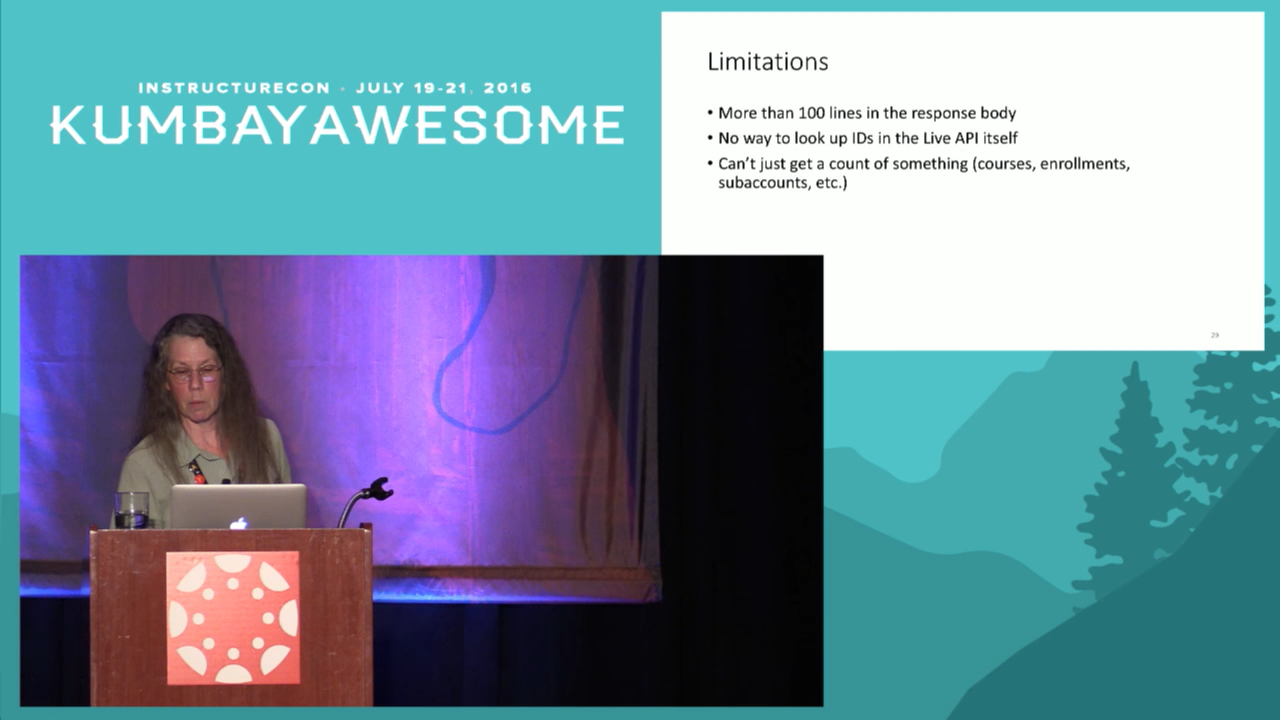 INSTRUCTURECON • JULY 19-21, 2016
KUMBAYAWESOME
Limitations
• More than 100 lines in the response body
• No way to look up IDs in the Live API itself
• Can't just get a count of something (courses, enrollments,
subaccounts, etc.)
29